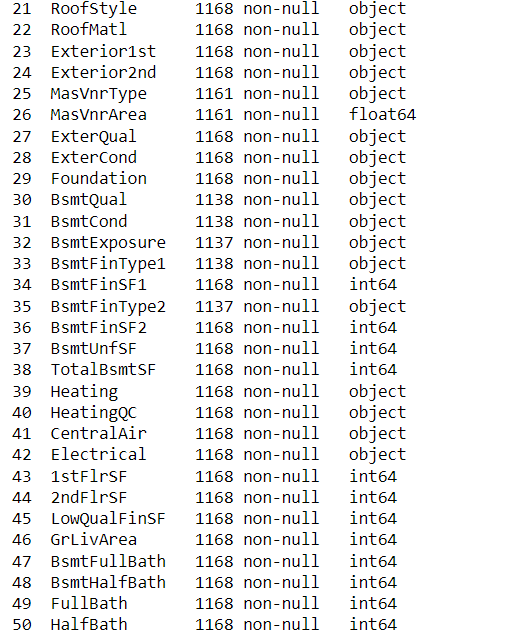 21 RoofStyle 1168 non-null object
22 RoofMatl 1168 non-null object
23 Exterior1st 1168 non-null object
24 Exterior2nd 1168 non-null object
25 MasVnrType 1161 non-null object
26 MasVnrArea 1161 non-null float64
27 ExterQual 1168 non-null object
28 ExterCond 1168 non-null object
29 Foundation 1168 non-null object
30 BsmtQual 1138 non-null object
31 BsmtCond 1138 non-null object
32 BsmtExposure 1137 non-null object
33 BsmtFinType1 1138 non-null object
34 BsmtFinSF1 1168 non-null int64
35 BsmtFinType2 1137 non-null object
36 BsmtFinSF2 1168 non-null int64
37 BsmtUnfSF 1168 non-null int64
38 TotalBsmtSF 1168 non-null int64
39 Heating 1168 non-null object
40 HeatingQC 1168 non-null object
41 CentralAir 1168 non-null object
42 Electrical 1168 non-null object
43 1stFlrSF 1168 non-null int64
44 2ndFlrSF 1168 non-null int64
45 LowQualFinSF 1168 non-null int64
46 GrLivArea 1168 non-null int64
47 BsmtFullBath 1168 non-null int64
48 BsmtHalfBath 1168 non-null int64
49 FullBath 1168 non-null int64
50 HalfBath 1168 non-null int64